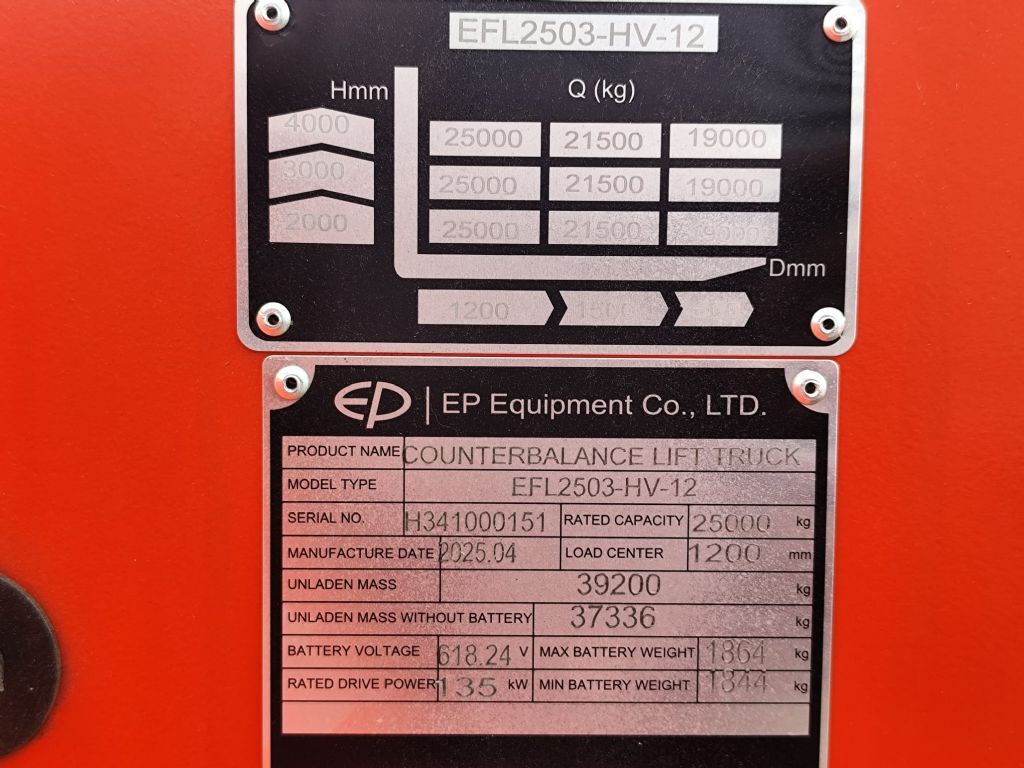 EFL2503-HV-12
Hmm Q (kg)
4000 25000 21500 19000
3000 25000 21500 19000
2000 25000 21500 19000
Dmm
1200
EP | EP Equipment Co., LTD.
PRODUCT NAME COUNTERBALANCE LIFT TRUCK
MODEL TYPE EFL2503-HV-12
SERIAL NO. H341000151 RATED CAPACITY 25000 kg
MANUFACTURE DATE 2025.04 LOAD CENTER 1200 mm
UNLADEN MASS 39200 kg
UNLADEN MASS WITHOUT BATTERY 37336 kg
BATTERY VOLTAGE 618.24 V MAX BATTERY WEIGHT 1864 kg
RATED DRIVE POWER 135 kW MIN BATTERY WEIGHT 1844 kg